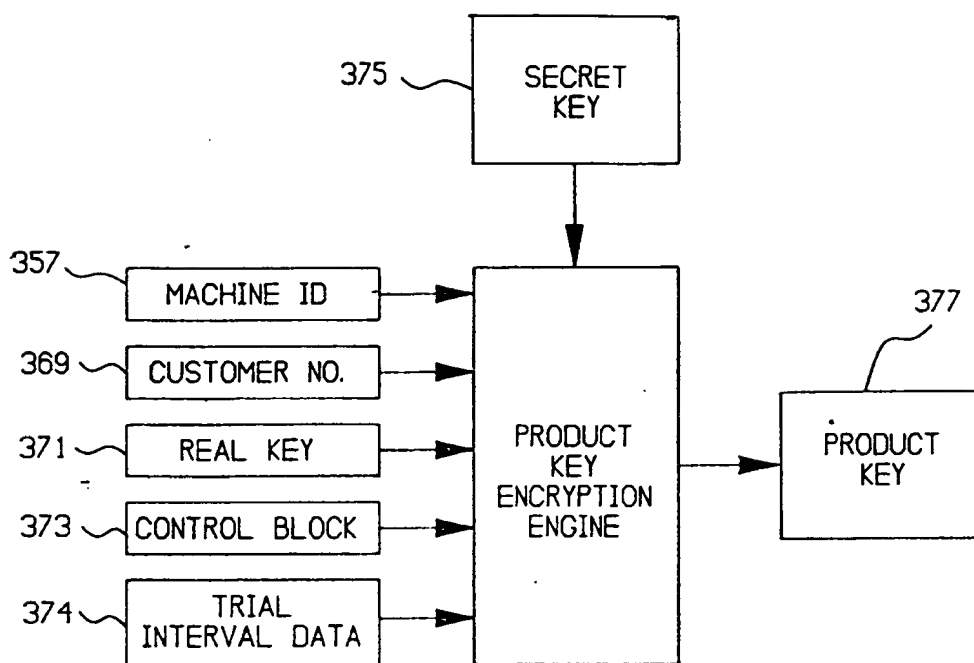 375
SECRET
KEY
357
MACHINE ID
369
CUSTOMER NO.
371
REAL KEY
373
CONTROL BLOCK
374
TRIAL
INTERVAL DATA
PRODUCT
KEY
ENCRYPTION
ENGINE
377
PRODUCT
KEY